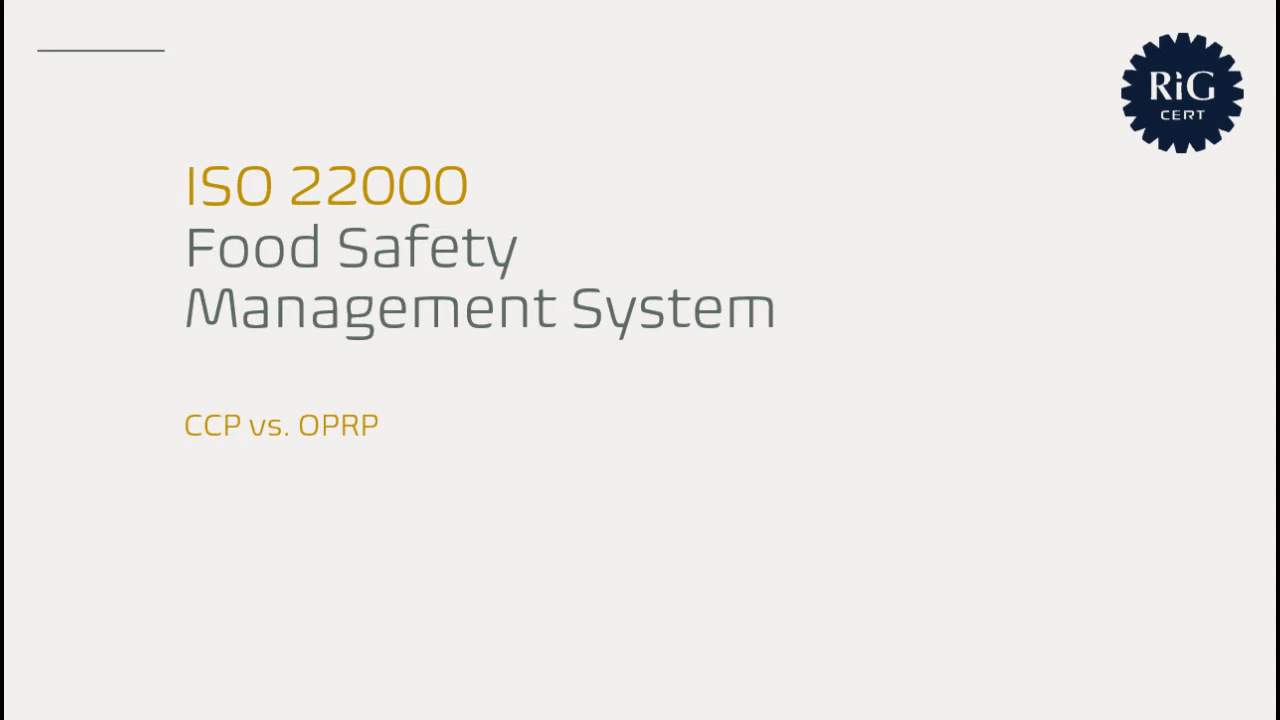 RiG
CERT
ISO 22000
Food Safety
Management System
CCP vs. OPRP